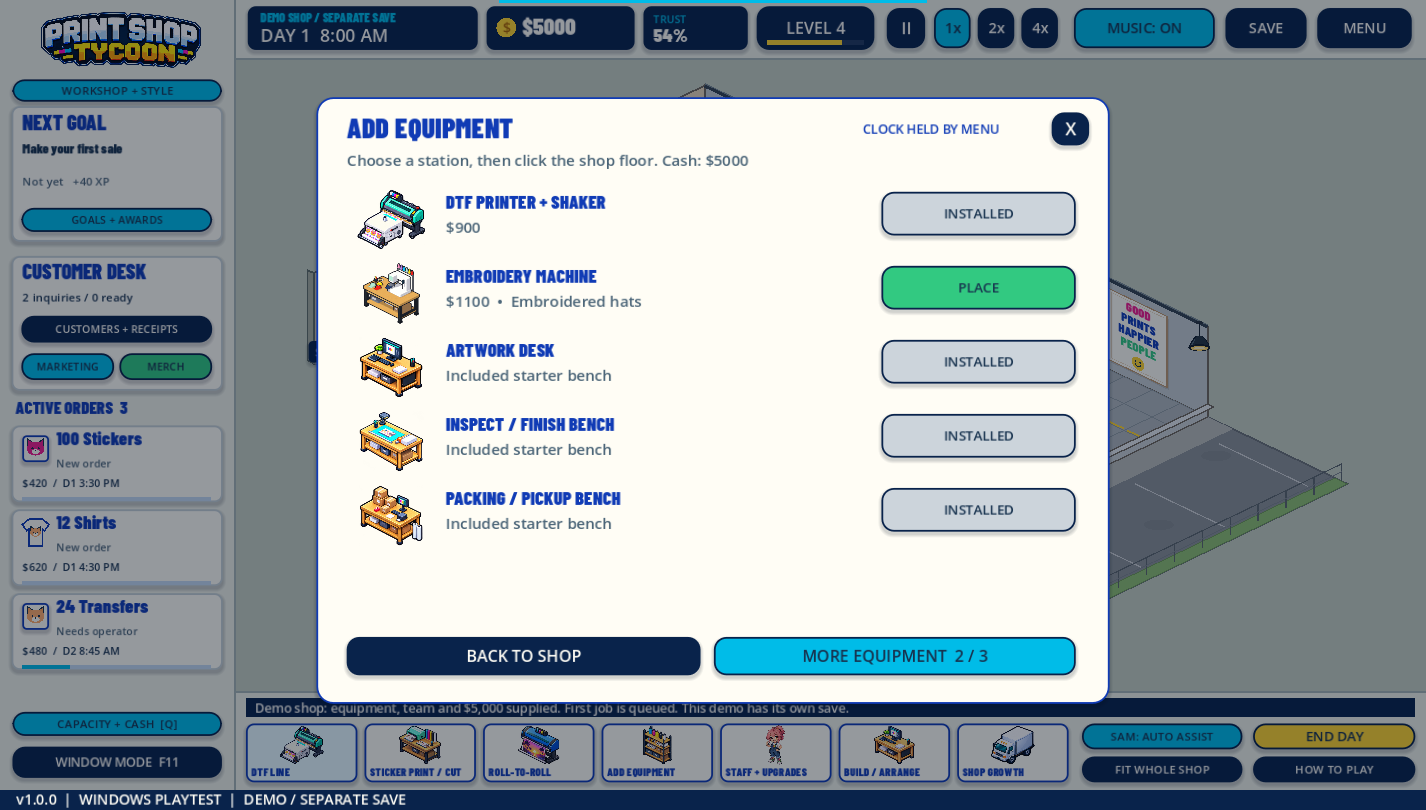 PRINT SHOP
TYCOON
DEMO SHOP / SEPARATE SAVE
DAY 1 8:00 AM
$5000
TRUST
54%
LEVEL 4
II
1x
2x
4x
MUSIC: ON
SAVE
MENU
WORKSHOP + STYLE
NEXT GOAL
Make your first sale
Not yet +40 XP
GOALS + AWARDS
CUSTOMER DESK
2 inquiries / 0 ready
CUSTOMERS + RECEIPTS
MARKETING
MERCH
ACTIVE ORDERS 3
100 Stickers
New order
$420 / D1 3:30 PM
12 Shirts
New order
$620 / D1 4:30 PM
24 Transfers
Needs operator
$480 / D2 8:45 AM
CAPACITY + CASH [Q]
WINDOW MODE F11
ADD EQUIPMENT
CLOCK HELD BY MENU
X
Choose a station, then click the shop floor. Cash: $5000
DTF PRINTER + SHAKER
$900
INSTALLED
EMBROIDERY MACHINE
$1100 • Embroidered hats
PLACE
ARTWORK DESK
Included starter bench
INSTALLED
INSPECT / FINISH BENCH
Included starter bench
INSTALLED
PACKING / PICKUP BENCH
Included starter bench
INSTALLED
BACK TO SHOP
MORE EQUIPMENT 2 / 3
GOOD
PRINTS
HAPPIER
PEOPLE
Demo shop: equipment, team and $5,000 supplied. First job is queued. This demo has its own save.
DTF LINE
STICKER PRINT / CUT
ROLL-TO-ROLL
ADD EQUIPMENT
STAFF + UPGRADES
BUILD / ARRANGE
SHOP GROWTH
SAM: AUTO ASSIST
END DAY
FIT WHOLE SHOP
HOW TO PLAY
v1.0.0 | WINDOWS PLAYTEST | DEMO / SEPARATE SAVE